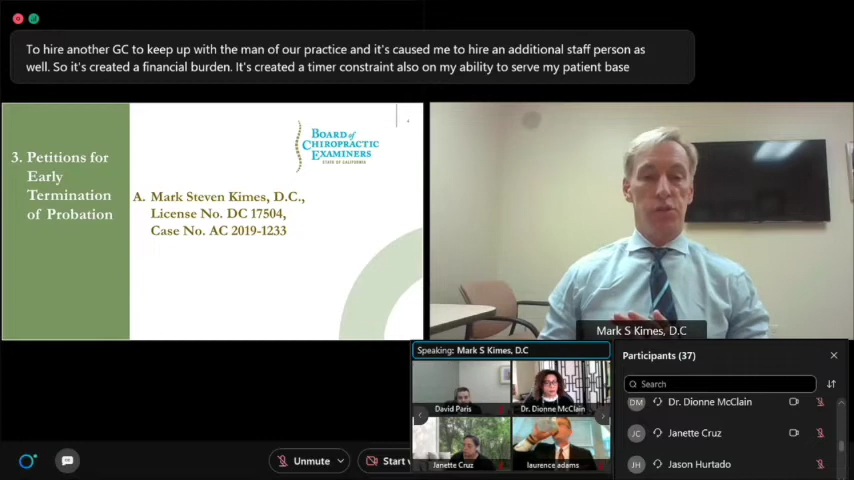 To hire another GC to keep up with the man of our practice and it's caused me to hire an additional staff person as
well. So it's created a financial burden. It's created a timer constraint also on my ability to serve my patient base
3. Petitions for
Early
Termination
of Probation
BOARD of
CHIROPRACTIC
EXAMINERS
STATE OF CALIFORNIA
4
A. Mark Steven Kimes, D.C.,
License No. DC 17504,
Case No. AC 2019-1233
Mark S Kimes, D.C
Speaking: Mark S Kimes, D.C
David Paris
Dr. Dionne McClain
Janette Cruz
laurence adams
Participants (37)
Search
DM Dr. Dionne McClain
JC Janette Cruz
JH Jason Hurtado
Unmute
Start v